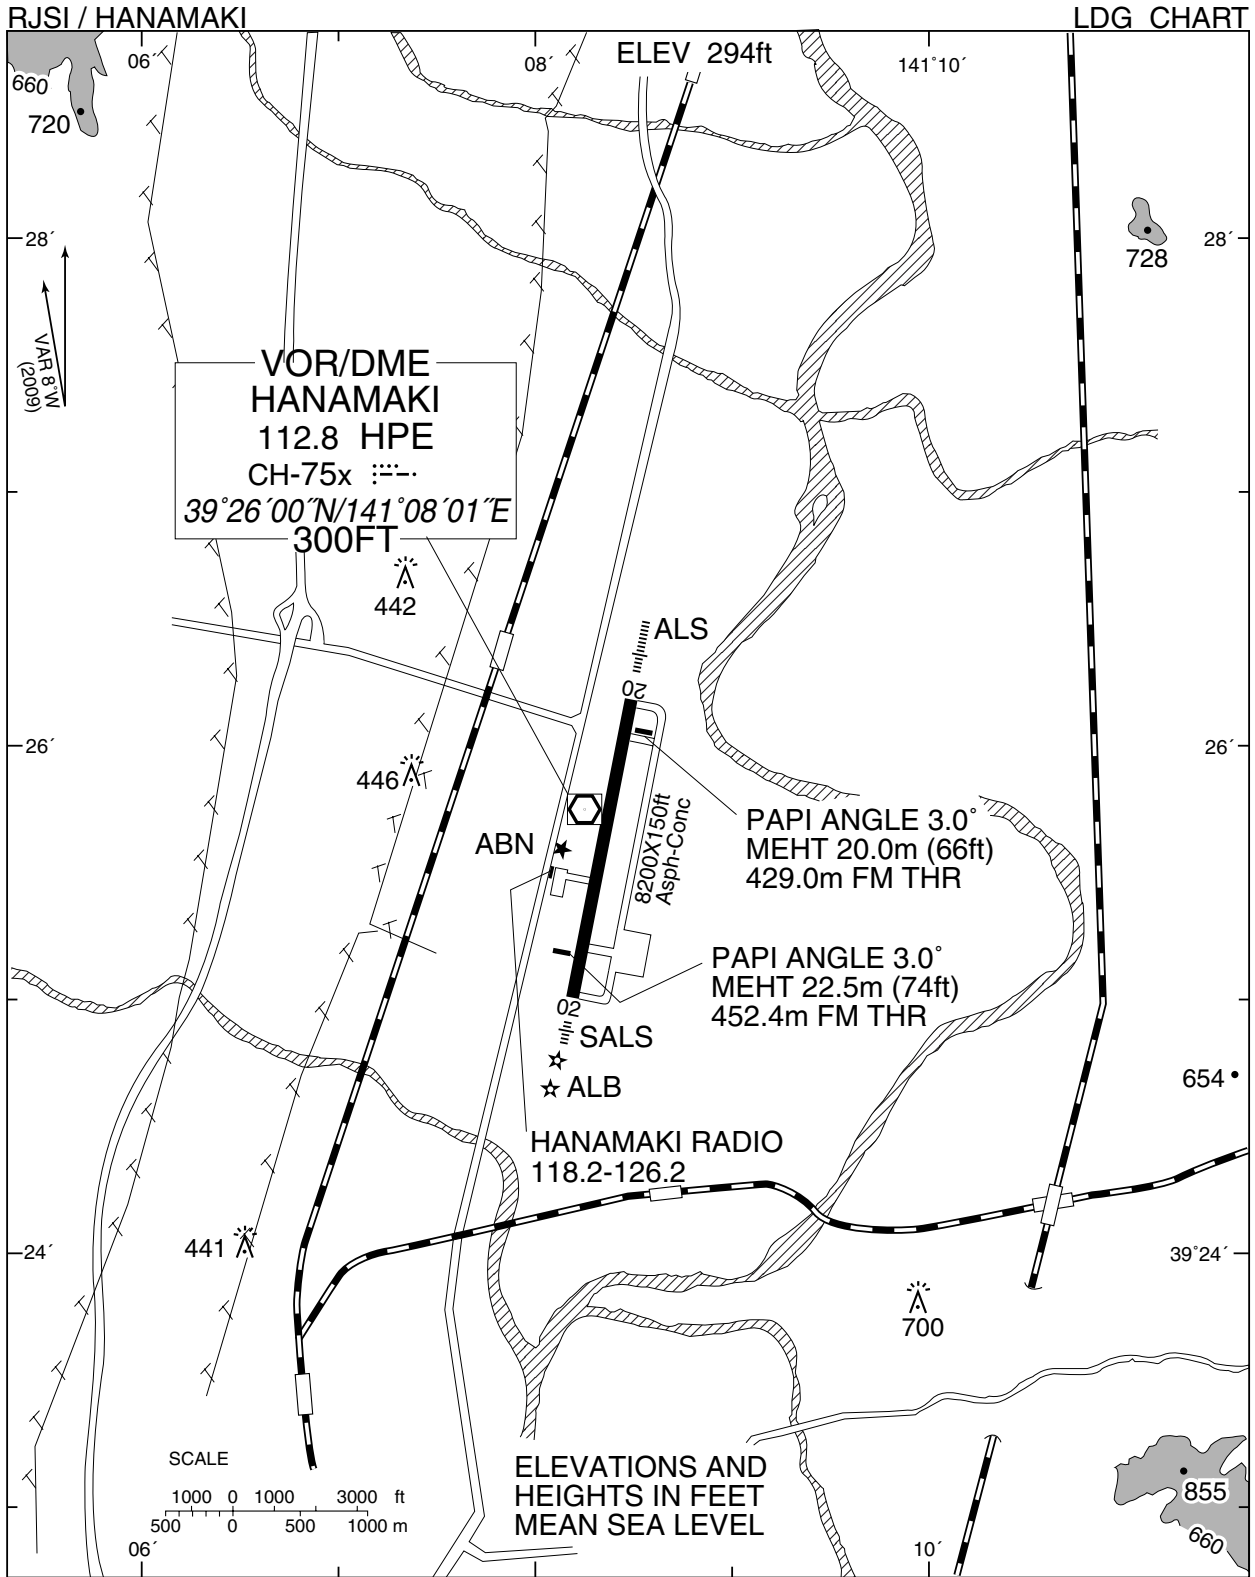 RJSI / HANAMAKI
LDG CHART
06´
08´
ELEV 294ft
141˚10´
660
720
28´
28´
728
VAR 8˚W
(2009)
VOR/DME
HANAMAKI
112.8 HPE
CH-75x
39˚26´00˝N/141˚08´01˝E
300FT
442
ALS
20
26´
26´
446
8200X150ft
Asph-Conc
PAPI ANGLE 3.0˚
MEHT 20.0m (66ft)
429.0m FM THR
ABN
PAPI ANGLE 3.0˚
MEHT 22.5m (74ft)
452.4m FM THR
02
SALS
ALB
654
HANAMAKI RADIO
118.2-126.2
441
24´
39˚24´
700
SCALE
1000 0 1000 3000 ft
500 0 500 1000 m
ELEVATIONS AND
HEIGHTS IN FEET
MEAN SEA LEVEL
855
660
06´
10´